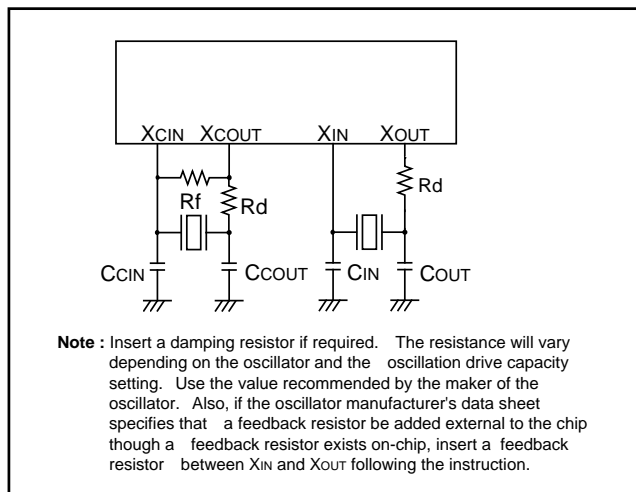 XCIN XCOUT XIN XOUT
Rf Rd Rd
CCIN CCOUT CIN COUT
Note : Insert a damping resistor if required. The resistance will vary
depending on the oscillator and the oscillation drive capacity
setting. Use the value recommended by the maker of the
oscillator. Also, if the oscillator manufacturer's data sheet
specifies that a feedback resistor be added external to the chip
though a feedback resistor exists on-chip, insert a feedback
resistor between XIN and XOUT following the instruction.